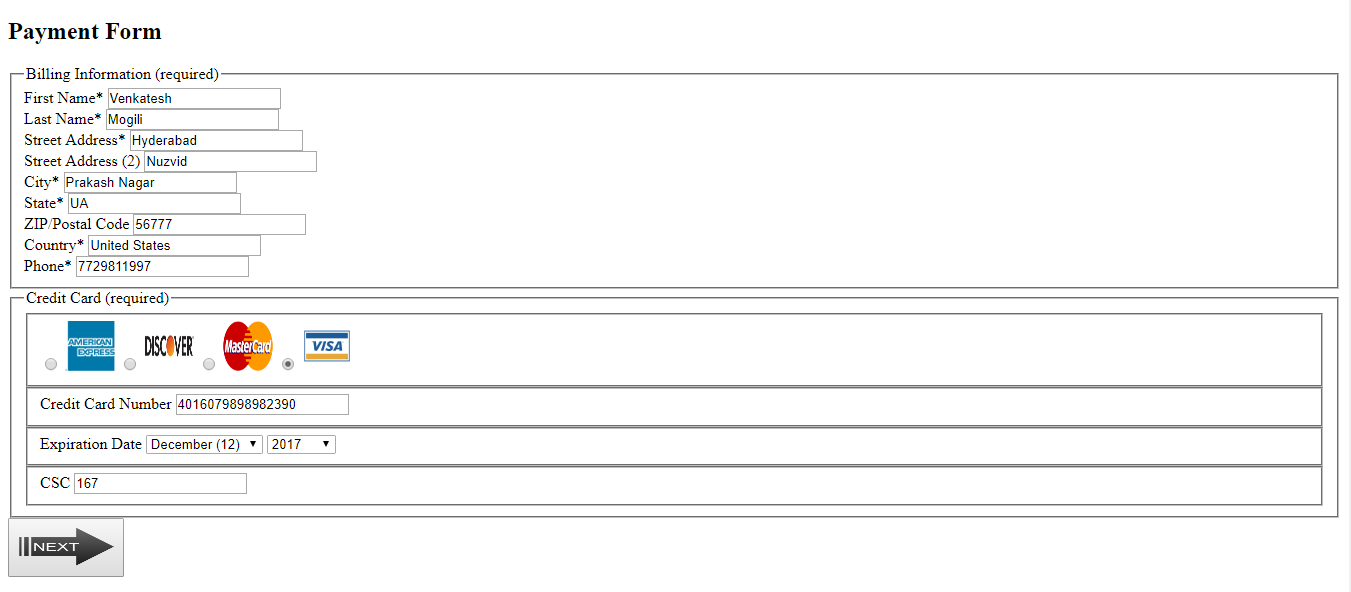 Payment Form
Billing Information (required)
First Name* Venkatesh
Last Name* Mogili
Street Address* Hyderabad
Street Address (2) Nuzvid
City* Prakash Nagar
State* UA
ZIP/Postal Code 56777
Country* United States
Phone* 7729811997
Credit Card (required)
AMERICAN EXPRESS DISCOVER MasterCard VISA
Credit Card Number 4016079898982390
Expiration Date December (12) 2017
CSC 167
NEXT